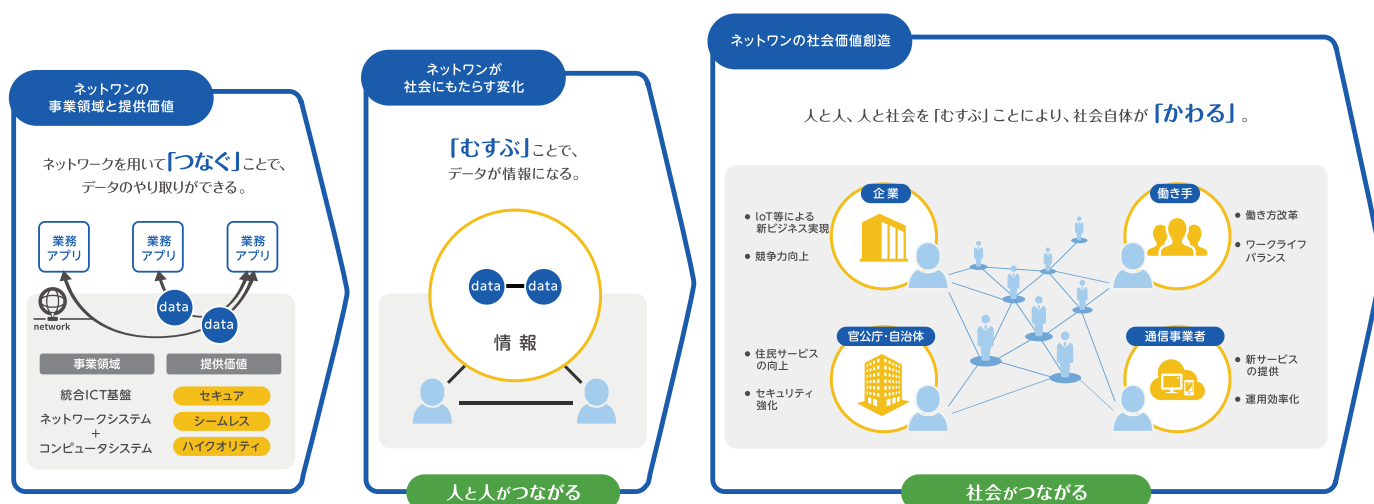 ネットワンの
事業領域と提供価値
ネットワークを用いて「つなぐ」ことで、
データのやり取りができる。
業務
アプリ
業務
アプリ
業務
アプリ
data
data
network
事業領域
提供価値
統合ICT基盤
ネットワークシステム
+
コンピュータシステム
セキュア
シームレス
ハイクオリティ
ネットワンが
社会にもたらす変化
「むすぶ」ことで、
データが情報になる。
data
data
情報
人と人がつながる
ネットワンの社会価値創造
人と人、人と社会を「むすぶ」ことにより、社会自体が「かわる」。
企業
• IoT等による
新ビジネス実現
• 競争力向上
働き手
• 働き方改革
• ワークライフ
バランス
官公庁・自治体
• 住民サービス
の向上
• セキュリティ
強化
通信事業者
• 新サービス
の提供
• 運用効率化
社会がつながる